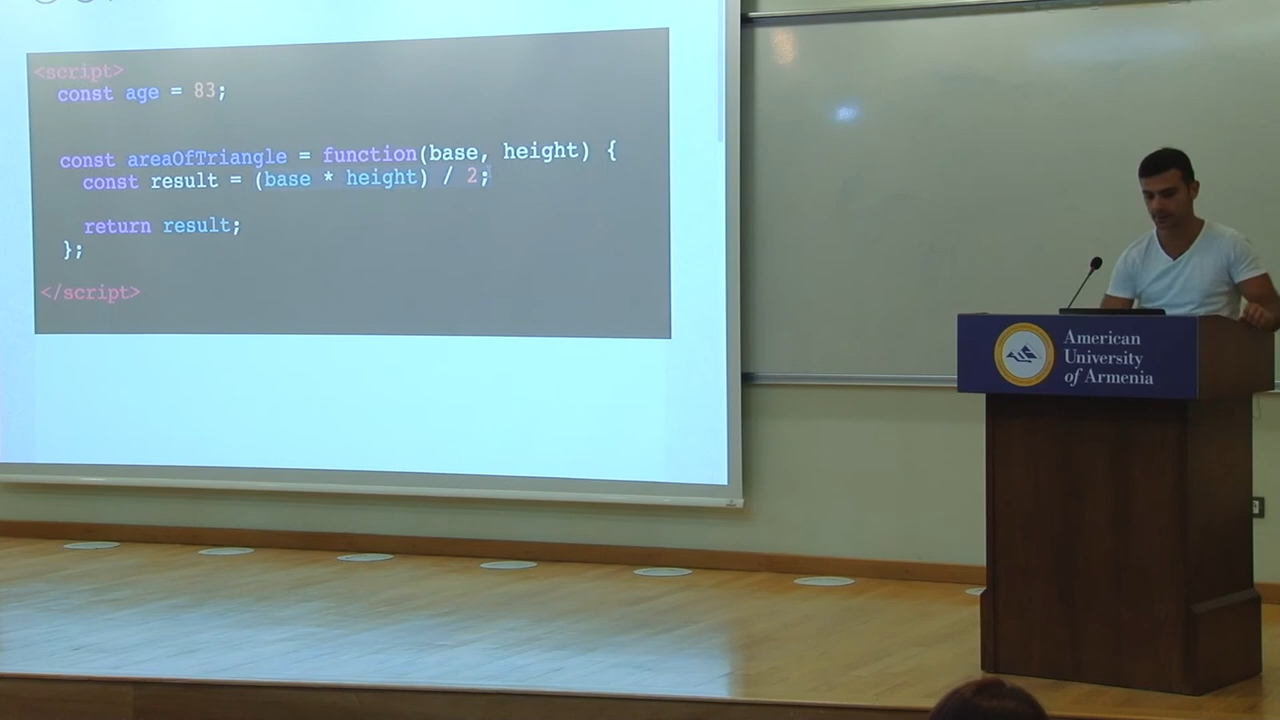 <script>
const age = 83;
const areaOfTriangle = function(base, height) {
const result = (base * height) / 2;
return result;
};
</script>
American
University
of Armenia